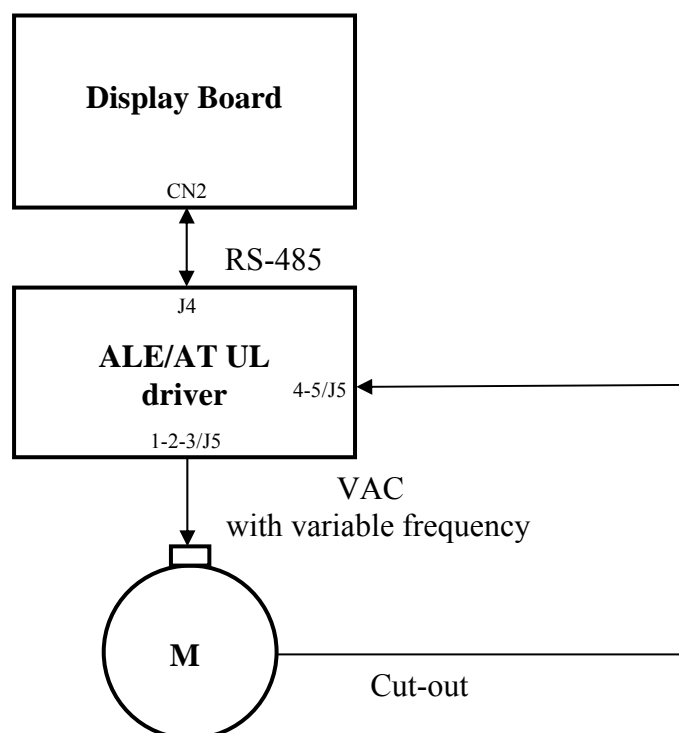 Display Board
CN2
RS-485
J4
ALE/AT UL
driver
4-5/J5
1-2-3/J5
VAC
with variable frequency
M
Cut-out